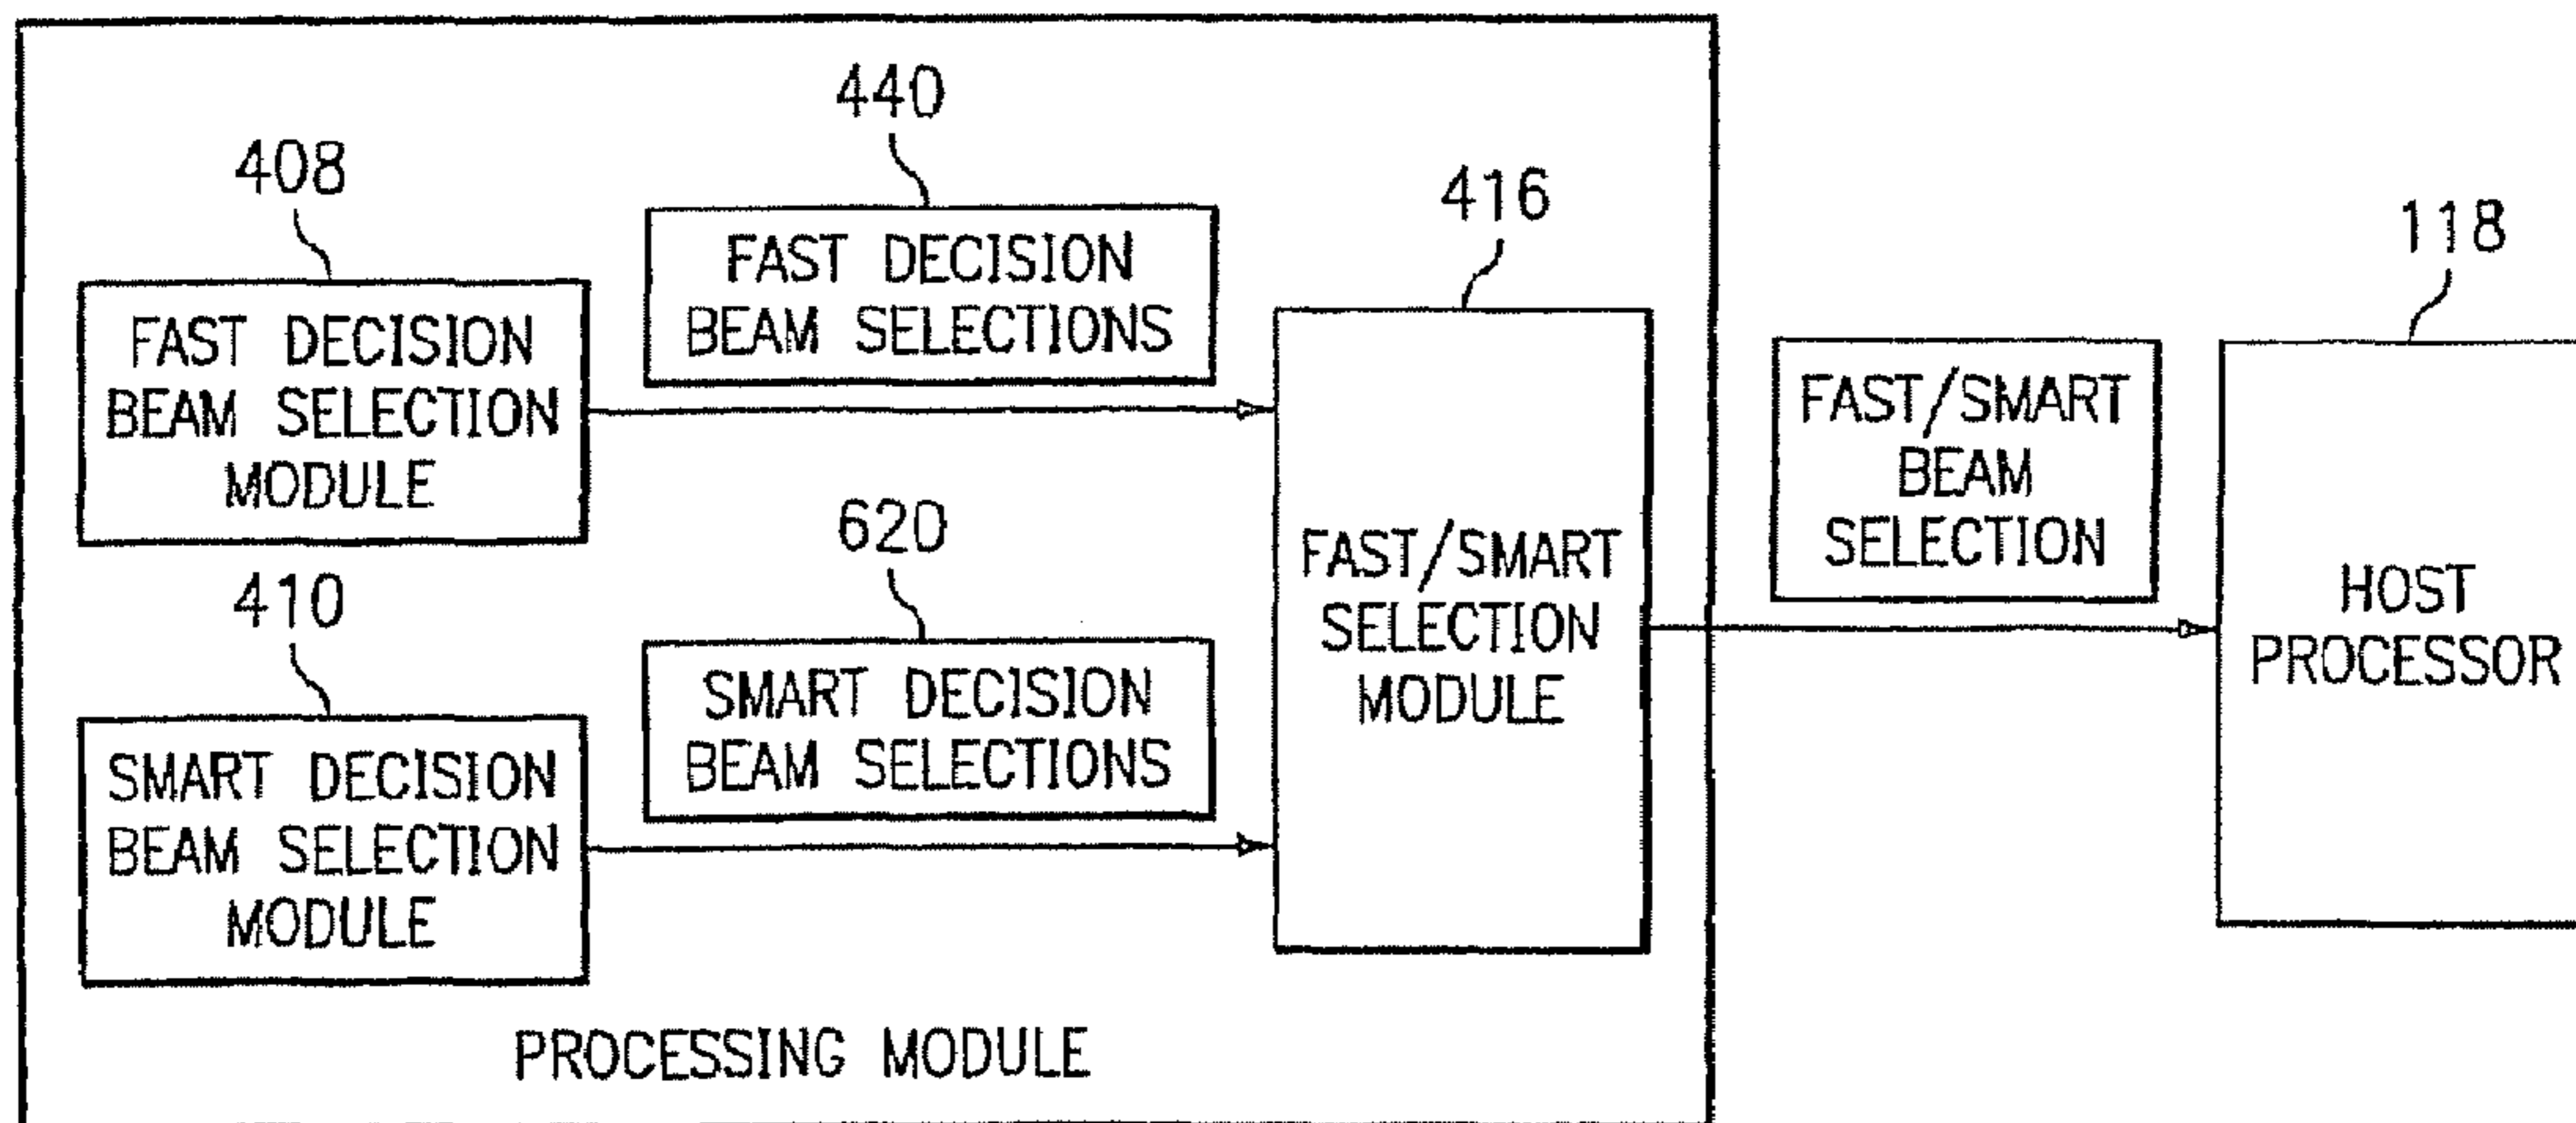 408
FAST DECISION
BEAM SELECTION
MODULE
440
FAST DECISION
BEAM SELECTIONS
410
SMART DECISION
BEAM SELECTION
MODULE
620
SMART DECISION
BEAM SELECTIONS
416
FAST/SMART
SELECTION
MODULE
FAST/SMART
BEAM
SELECTION
118
HOST
PROCESSOR
PROCESSING MODULE